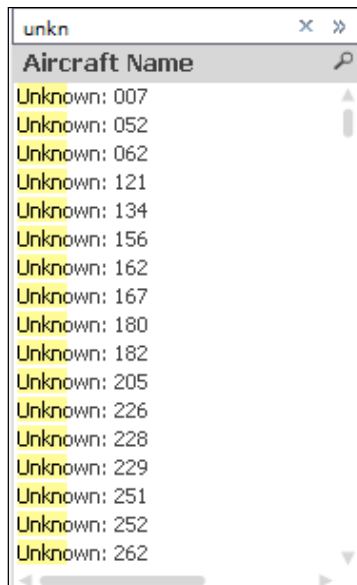 unkn
Aircraft Name
Unknown: 007
Unknown: 052
Unknown: 062
Unknown: 121
Unknown: 134
Unknown: 156
Unknown: 162
Unknown: 167
Unknown: 180
Unknown: 182
Unknown: 205
Unknown: 226
Unknown: 228
Unknown: 229
Unknown: 251
Unknown: 252
Unknown: 262